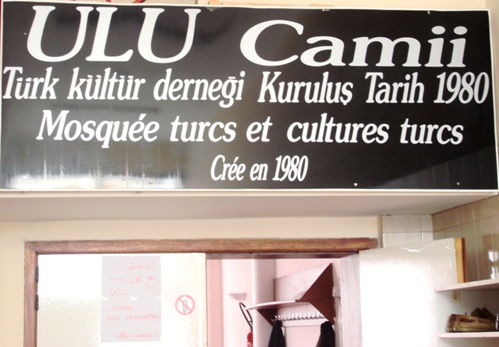 ULU Camii
Türk kültür derneği Kuruluş Tarih 1980
Mosquée turcs et cultures turcs
Crée en 1980